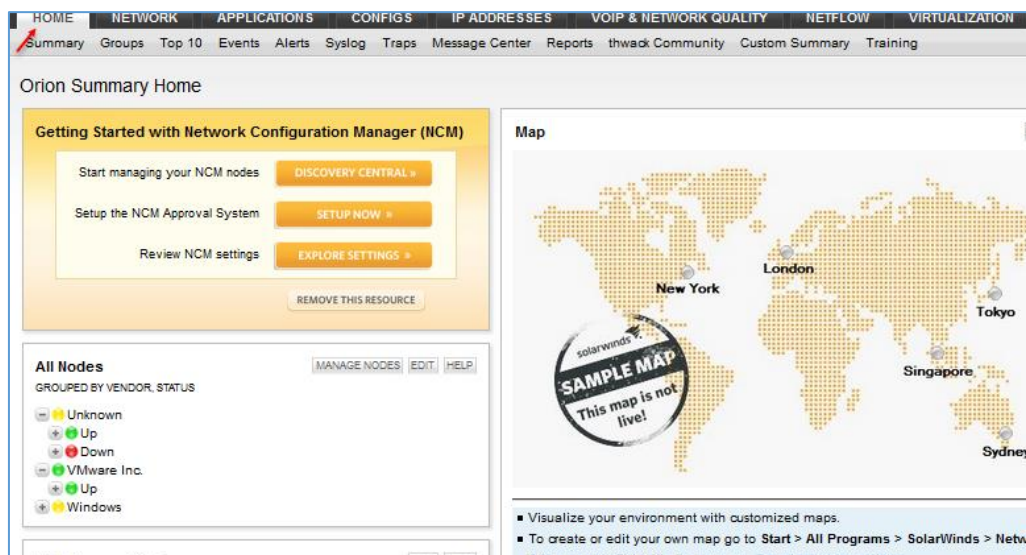 HOME NETWORK APPLICATIONS CONFIGS IP ADDRESSES VOIP & NETWORK QUALITY NETFLOW VIRTUALIZATION
Summary Groups Top 10 Events Alerts Syslog Traps Message Center Reports thwack Community Custom Summary Training
Orion Summary Home
Getting Started with Network Configuration Manager (NCM)
Start managing your NCM nodes DISCOVERY CENTRAL »
Setup the NCM Approval System SETUP NOW »
Review NCM settings EXPLORE SETTINGS »
REMOVE THIS RESOURCE
All Nodes MANAGE NODES EDIT HELP
GROUPED BY VENDOR, STATUS
Unknown
Up
Down
VMware Inc.
Up
Windows
Map
London
New York
Tokyo
Singapore
Sydney
solarwinds
SAMPLE MAP
This map is not
live!
▪ Visualize your environment with customized maps.
▪ To create or edit your own map go to Start > All Programs > SolarWinds > Netw